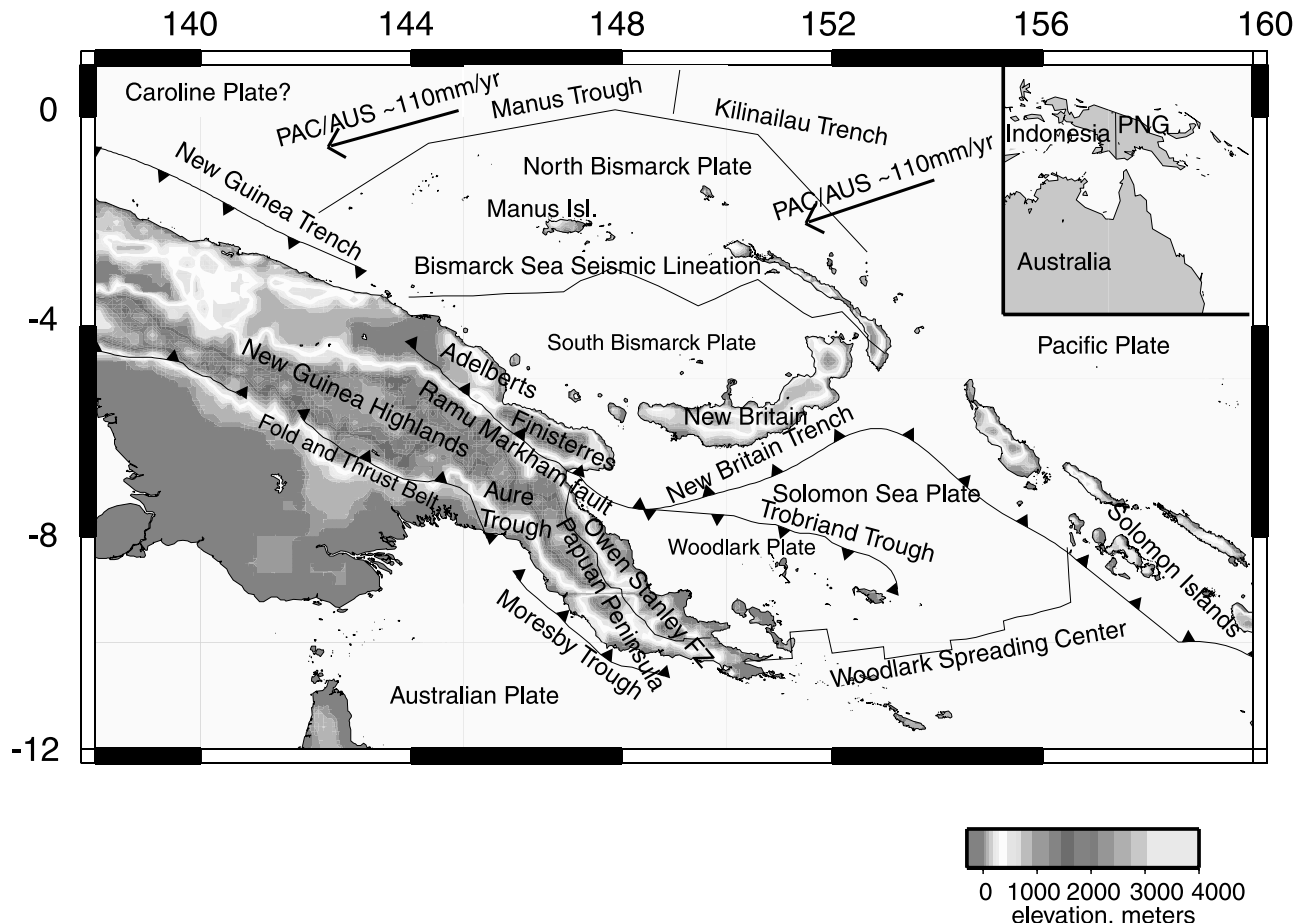 140 144 148 152 156 160
0
-4
-8
-12
Caroline Plate?
PAC/AUS ~110mm/yr
Manus Trough
Kilinailau Trench
New Guinea Trench
North Bismarck Plate
PAC/AUS ~110mm/yr
Manus Isl.
Bismarck Sea Seismic Lineation
Indonesia
PNG
Australia
South Bismarck Plate
Pacific Plate
Adelberts
New Guinea Highlands
Ramu Markham fault
Finisterres
New Britain
New Britain Trench
Fold and Thrust Belt
Aure
Trough
Solomon Sea Plate
Trobriand Trough
Woodlark Plate
Solomon Islands
Owen Stanley FZ
Papuan Peninsula
Moresby Trough
Woodlark Spreading Center
Australian Plate
0 1000 2000 3000 4000
elevation, meters